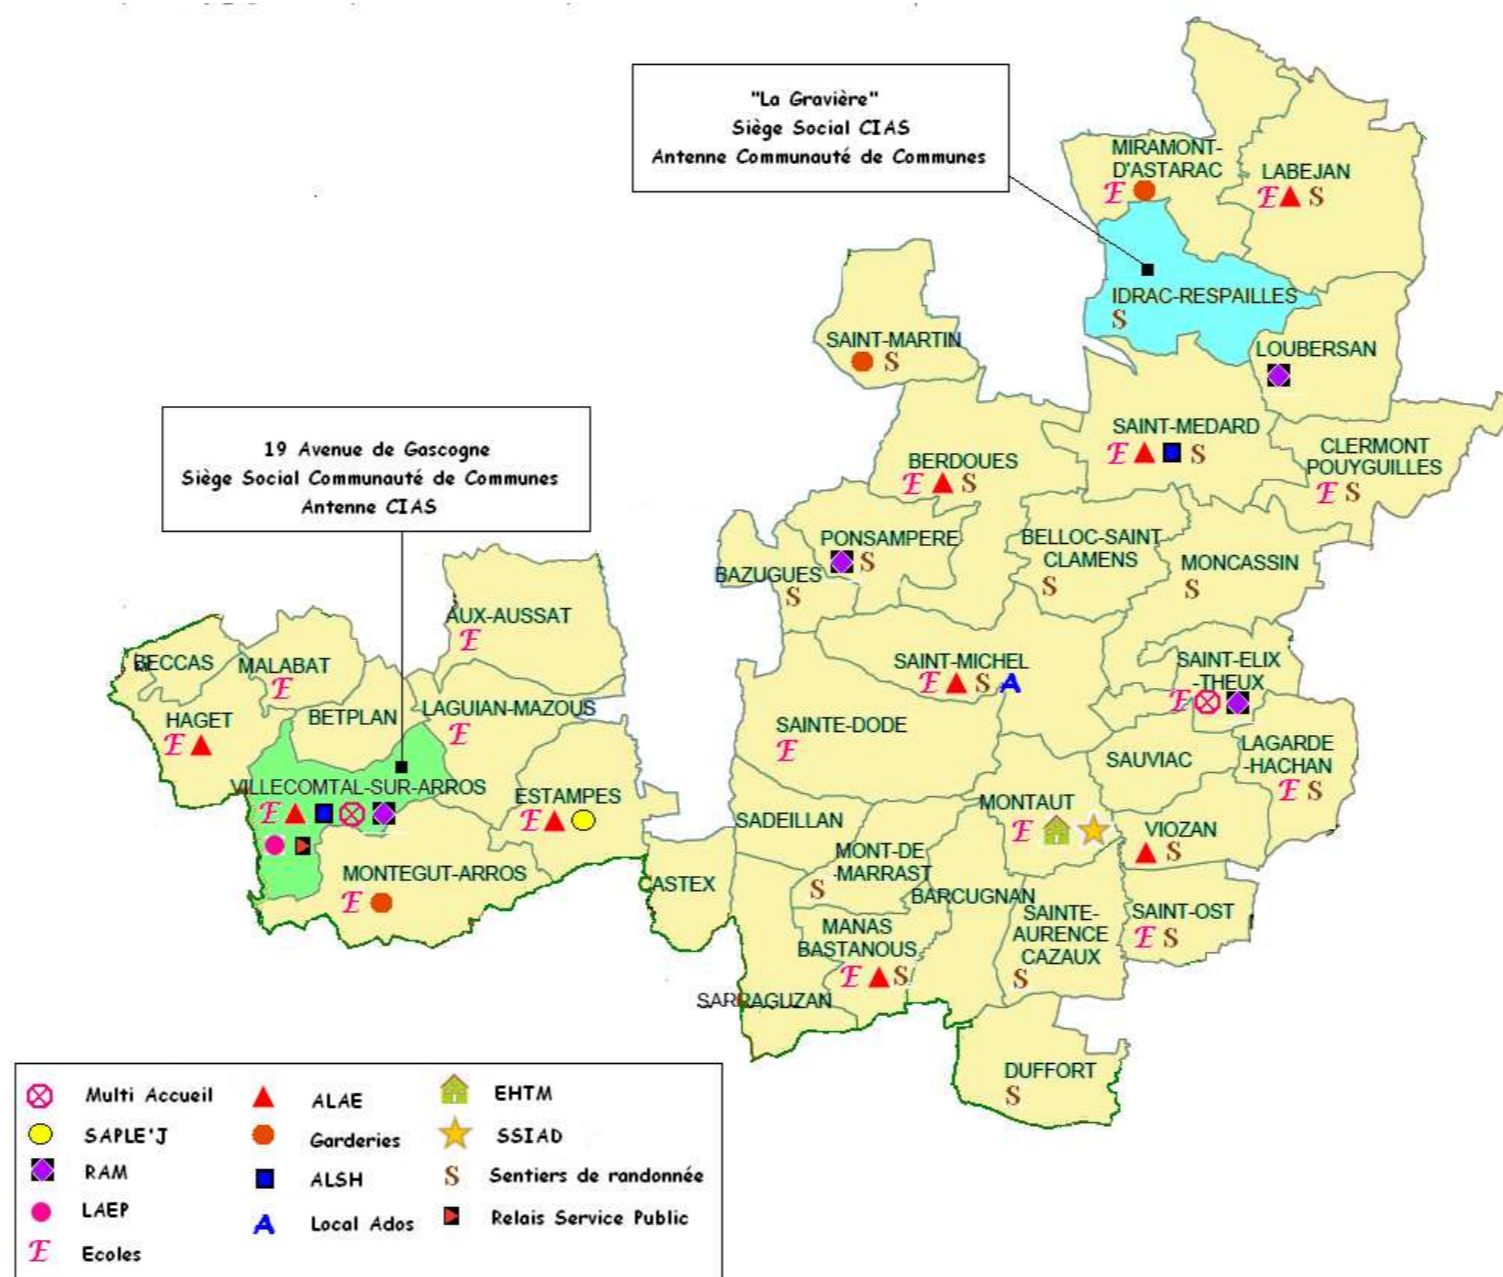 "La Gravière"
Siège Social CIAS
Antenne Communauté de Communes
MIRAMONT-
D'ASTARAC
E
LABEJAN
E S
IDRAC-RESPAILLES
S
SAINT-MARTIN
S
LOUBERSAN
19 Avenue de Gascogne
Siège Social Communauté de Communes
Antenne CIAS
SAINT-MEDARD
E S
CLERMONT
POUYGUILLES
E S
BERDOUES
E S
PONSAMPERE
S
BELLOC-SAINT
CLAMENS
S
MONCASSIN
S
BAZUGUES
S
AUX-AUSSAT
E
BECCAS
MALABAT
E
SAINT-MICHEL
E S A
SAINT-ELIX
-THEUX
E
HAGET
E
BETPLAN
LAGUIAN-MAZOUS
E
SAINTE-DODE
E
SAUVIAC
LAGARDE
-HACHAN
E S
VILLECOMTAL-SUR-ARROS
E
ESTAMPES
E
SADEILLAN
MONTAUT
E
VIOZAN
S
MONTEGUT-ARROS
E
CASTEX
MONT-DE
-MARRAST
S
BARCUGNAN
MANAS
BASTANOUS
E S
SAINTE-
AURENCE
CAZAUX
S
SAINT-OST
E S
SARRAGUZAN
DUFFORT
S
Multi Accueil
SAPLE'J
RAM
LAEP
E Ecoles
ALAE
Garderies
ALSH
A Local Ados
EHTM
SSIAD
S Sentiers de randonnée
Relais Service Public